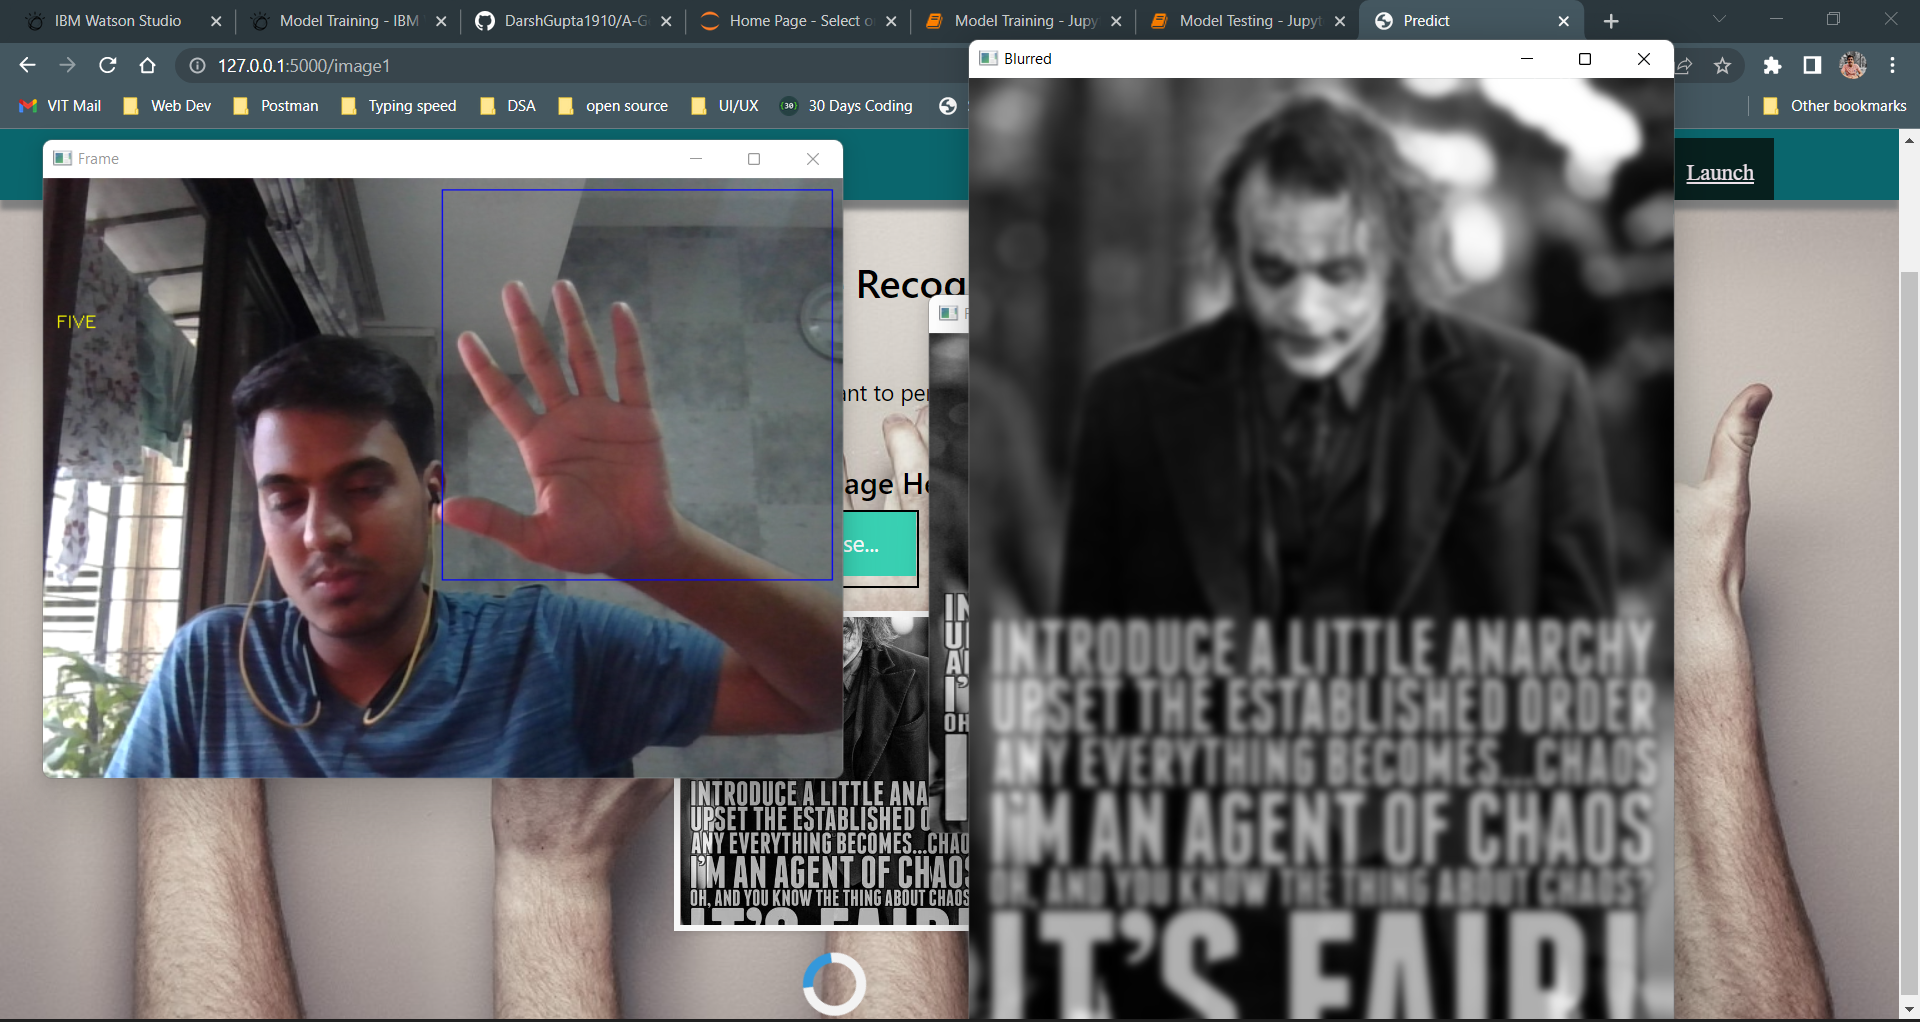 IBM Watson Studio
Model Training - IBM
DarshGupta1910/A-G
Home Page - Select o
Model Training - Jupy
Model Testing - Jupyt
Predict
127.0.0.1:5000/image1
VIT Mail
Web Dev
Postman
Typing speed
DSA
open source
UI/UX
30 Days Coding
Other bookmarks
Blurred
Frame
Launch
FIVE
Recog
ant to per
age He
se...
INTRODUCE A LITTLE ANARCHY
UPSET THE ESTABLISHED ORDER
ANY EVERYTHING BECOMES...CHAOS
I'M AN AGENT OF CHAOS
OH, AND YOU KNOW THE THING ABOUT CHAOS?
IT'S FAIR!
INTRODUCE A LITTLE ANA
UPSET THE ESTABLISHED O
ANY EVERYTHING BECOMES...CHAO
I'M AN AGENT OF CHAOS
OH, AND YOU KNOW THE THING ABOUT CHAOS
IT'S FAIR!